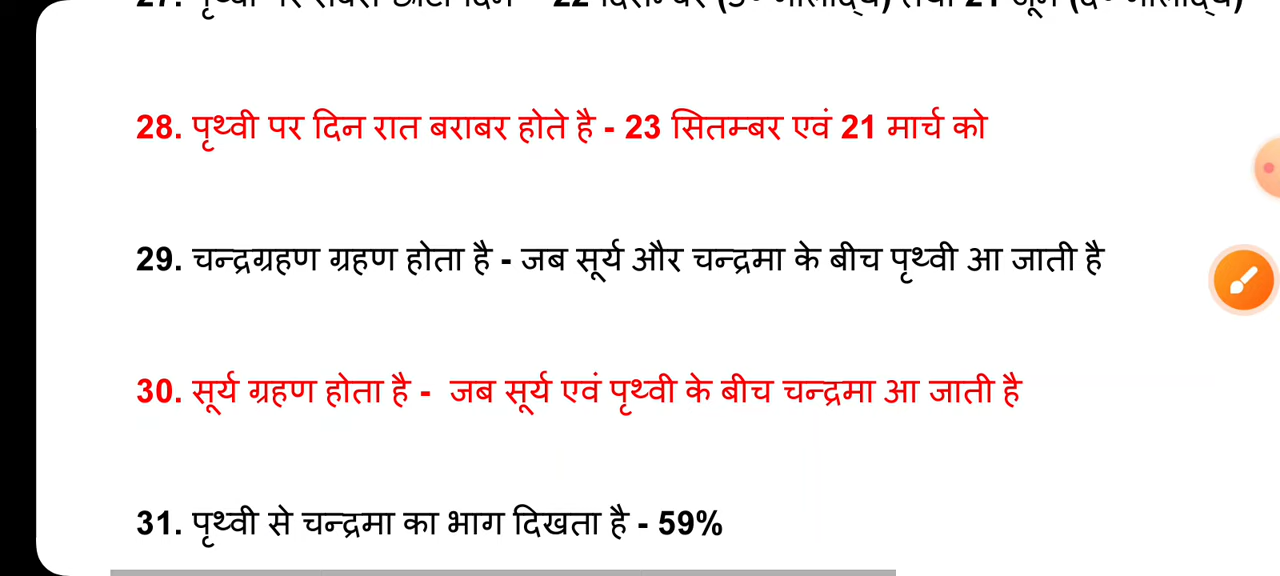 28. पृथ्वी पर दिन रात बराबर होते है - 23 सितम्बर एवं 21 मार्च को
29. चन्द्रग्रहण ग्रहण होता है - जब सूर्य और चन्द्रमा के बीच पृथ्वी आ जाती है
30. सूर्य ग्रहण होता है - जब सूर्य एवं पृथ्वी के बीच चन्द्रमा आ जाती है
31. पृथ्वी से चन्द्रमा का भाग दिखता है - 59%